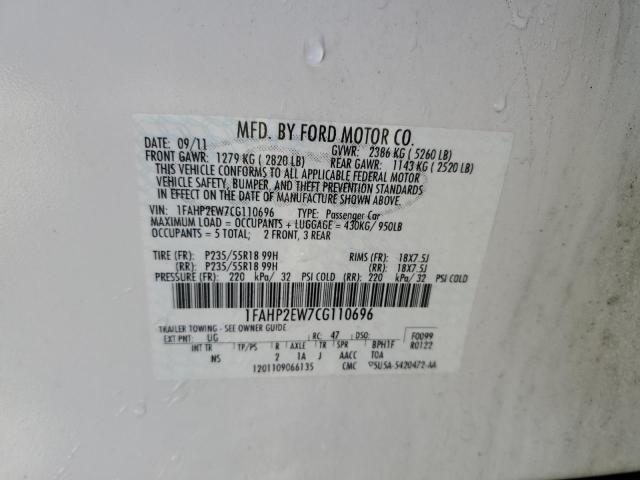 MFD. BY FORD MOTOR CO.
DATE: 09/11 GVWR: 2386 KG ( 5260 LB)
FRONT GAWR: 1279 KG ( 2820 LB) REAR GAWR: 1143 KG ( 2520 LB)
THIS VEHICLE CONFORMS TO ALL APPLICABLE FEDERAL MOTOR
VEHICLE SAFETY, BUMPER, AND THEFT PREVENTION STANDARDS
IN EFFECT ON THE DATE OF MANUFACTURE SHOWN ABOVE.
VIN: 1FAHP2EW7CG110696 TYPE: Passenger Car
MAXIMUM LOAD = OCCUPANTS + LUGGAGE = 430KG/ 950LB
OCCUPANTS = 5 TOTAL; 2 FRONT, 3 REAR
TIRE (FR): P235/55R18 99H RIMS (FR): 18X7.5J
(RR): P235/55R18 99H (RR): 18X7.5J
PRESSURE (FR): 220 kPa/ 32 PSI COLD (RR): 220 kPa/ 32 PSI COLD
1FAHP2EW7CG110696
TRAILER TOWING - SEE OWNER GUIDE
EXT PNT: UG RC: 47 DSO: F0099
INT TR TP/PS R AXLE TR SPR BPH1F R0122
NS 2 1A J AACC TOA
1201109066135 CMC 5U5A-5420472-AA